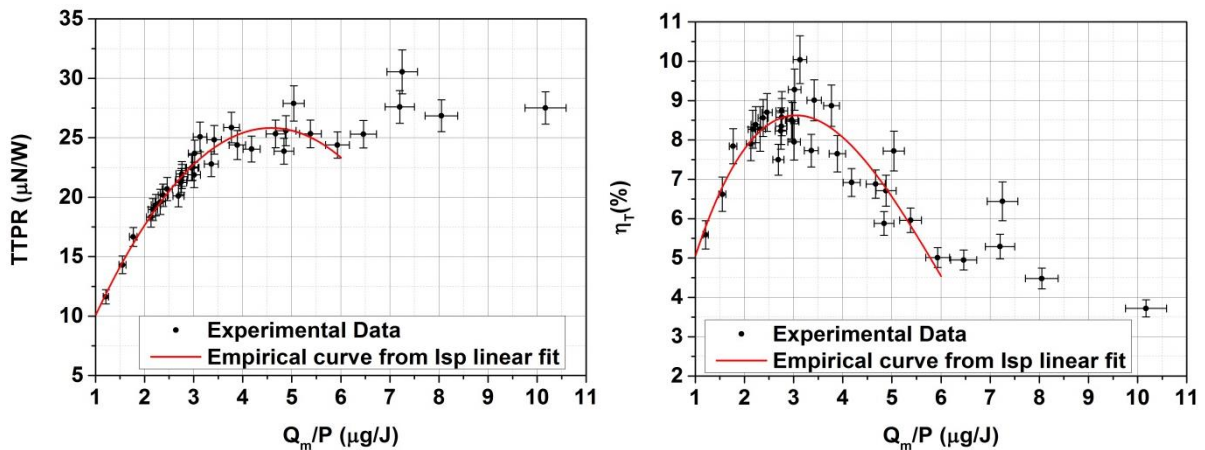 35
30
25
20
15
10
5
TTPR (μN/W)
Experimental Data
Empirical curve from Isp linear fit
1 2 3 4 5 6 7 8 9 10 11
Qm/P (μg/J)
11
10
9
8
7
6
5
4
3
2
ηT(%)
Experimental Data
Empirical curve from Isp linear fit
1 2 3 4 5 6 7 8 9 10 11
Qm/P (μg/J)